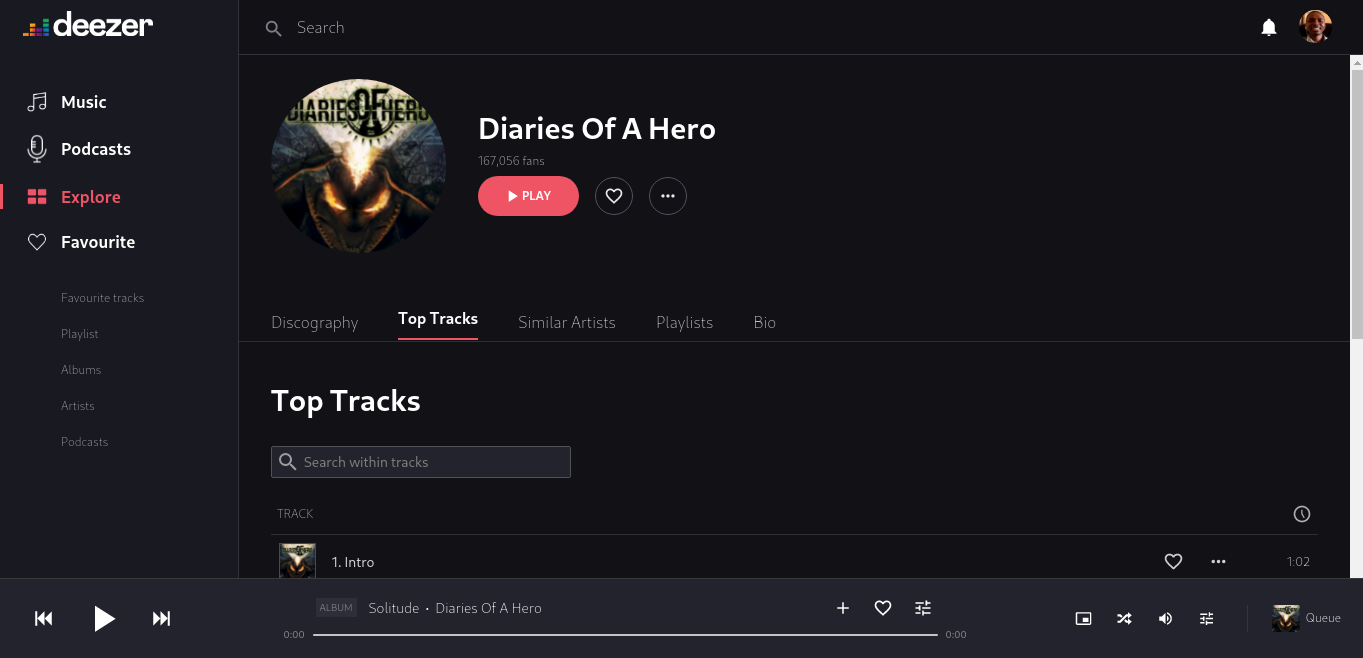 deezer
Search
Music
Podcasts
Explore
Favourite
Favourite tracks
Playlist
Albums
Artists
Podcasts
DIARIES OF A HERO
Diaries Of A Hero
167,056 fans
PLAY
Discography Top Tracks Similar Artists Playlists Bio
Top Tracks
Search within tracks
TRACK
1. Intro 1:02
ALBUM Solitude • Diaries Of A Hero
0:00 0:00
Queue